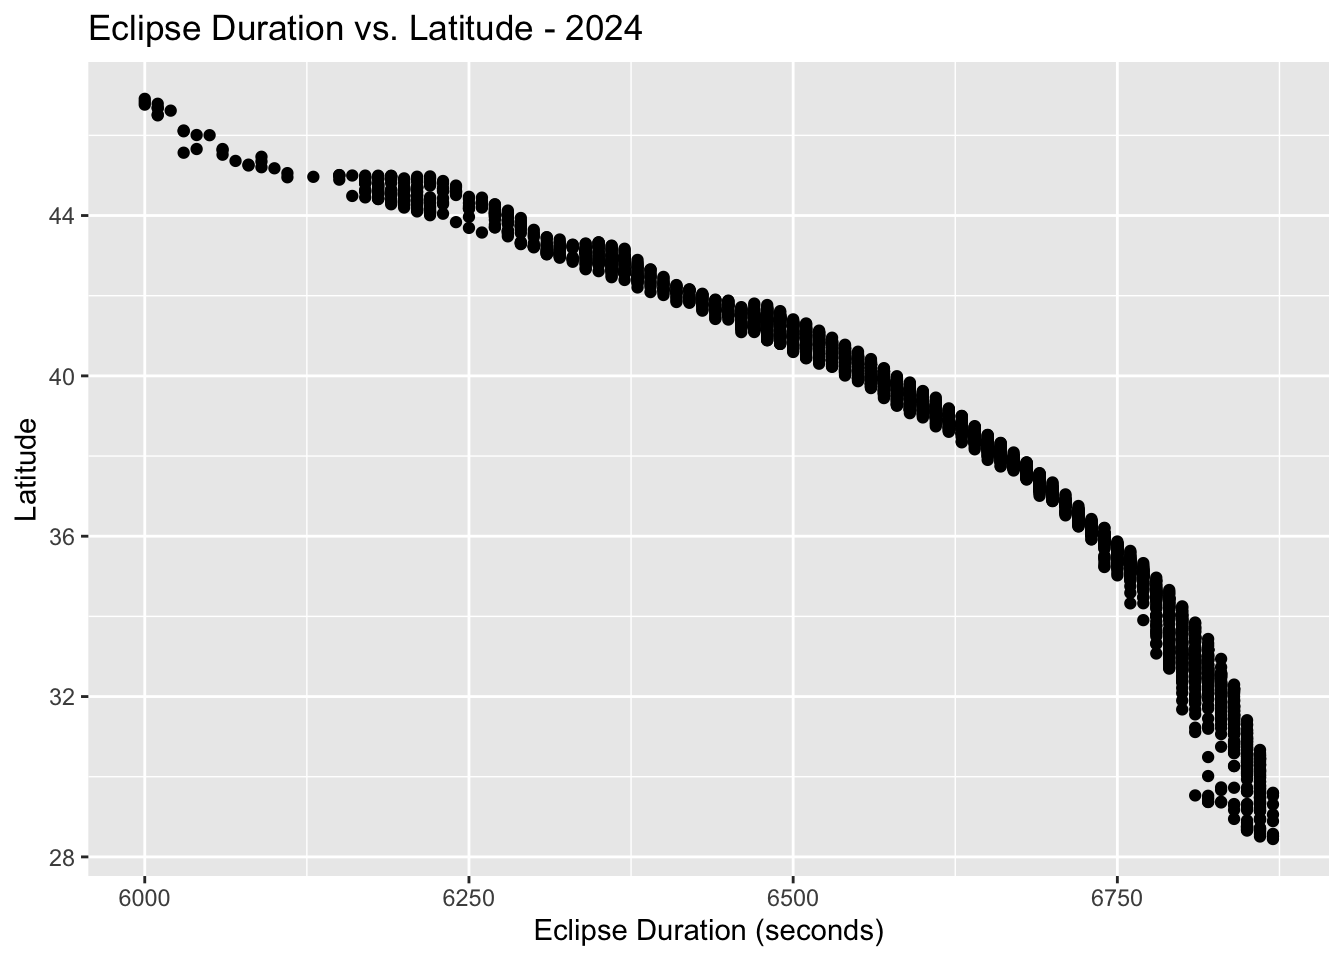 Eclipse Duration vs. Latitude - 2024
Latitude
44
40
36
32
28
6000 6250 6500 6750
Eclipse Duration (seconds)